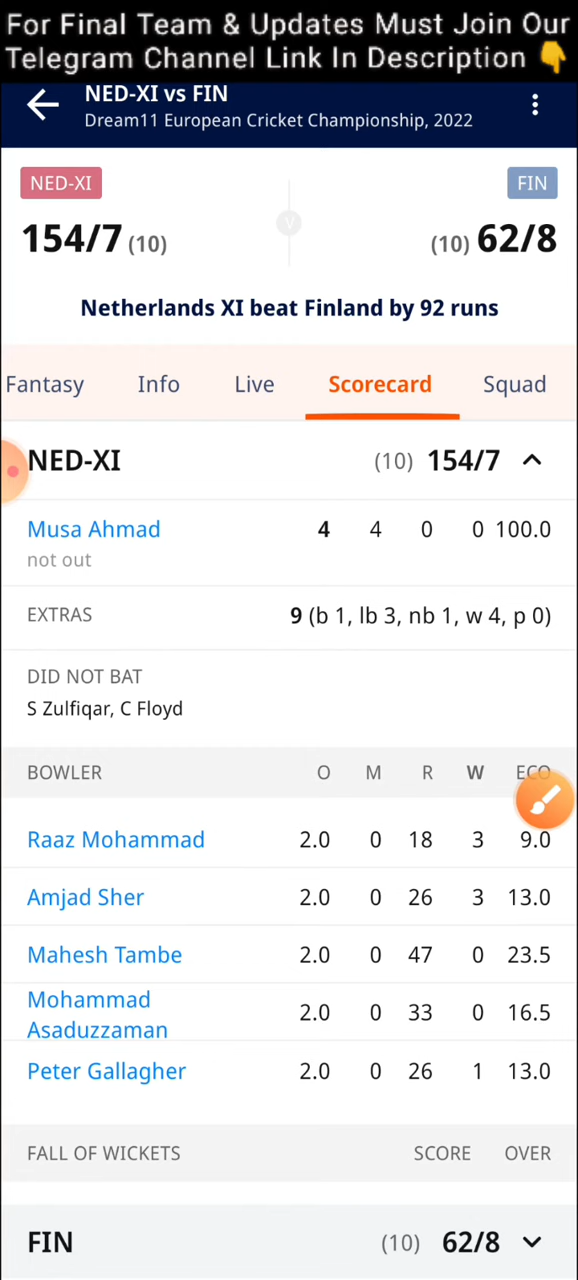 For Final Team & Updates Must Join Our
Telegram Channel Link In Description 👇
NED-XI vs FIN
Dream11 European Cricket Championship, 2022
NED-XI FIN
154/7 (10) V (10) 62/8
Netherlands XI beat Finland by 92 runs
Fantasy Info Live Scorecard Squad
NED-XI (10) 154/7
Musa Ahmad 4 4 0 0 100.0
not out
EXTRAS 9 (b 1, lb 3, nb 1, w 4, p 0)
DID NOT BAT
S Zulfiqar, C Floyd
BOWLER O M R W ECO
Raaz Mohammad 2.0 0 18 3 9.0
Amjad Sher 2.0 0 26 3 13.0
Mahesh Tambe 2.0 0 47 0 23.5
Mohammad
Asaduzzaman 2.0 0 33 0 16.5
Peter Gallagher 2.0 0 26 1 13.0
FALL OF WICKETS SCORE OVER
FIN (10) 62/8